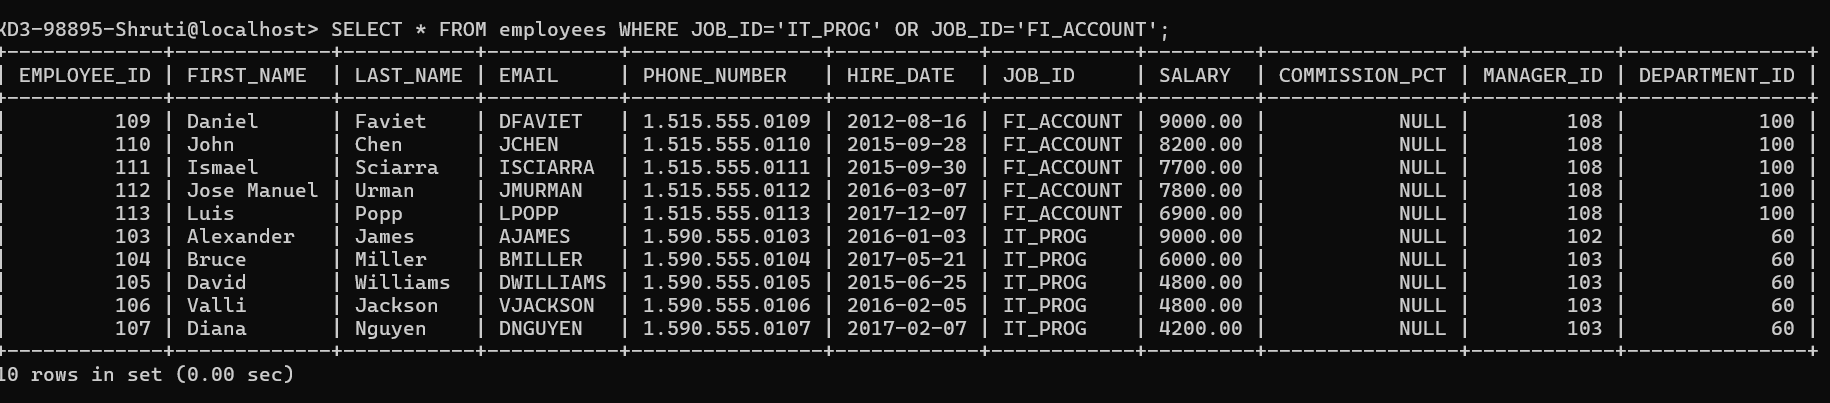 KD3-98895-Shruti@localhost> SELECT * FROM employees WHERE JOB_ID='IT_PROG' OR JOB_ID='FI_ACCOUNT';
| EMPLOYEE_ID | FIRST_NAME  | LAST_NAME | EMAIL     | PHONE_NUMBER   | HIRE_DATE  | JOB_ID     | SALARY  | COMMISSION_PCT | MANAGER_ID | DEPARTMENT_ID |
|         109 | Daniel      | Faviet    | DFAVIET   | 1.515.555.0109 | 2012-08-16 | FI_ACCOUNT | 9000.00 |           NULL |        108 |           100 |
|         110 | John        | Chen      | JCHEN     | 1.515.555.0110 | 2015-09-28 | FI_ACCOUNT | 8200.00 |           NULL |        108 |           100 |
|         111 | Ismael      | Sciarra   | ISCIARRA  | 1.515.555.0111 | 2015-09-30 | FI_ACCOUNT | 7700.00 |           NULL |        108 |           100 |
|         112 | Jose Manuel | Urman     | JMURMAN   | 1.515.555.0112 | 2016-03-07 | FI_ACCOUNT | 7800.00 |           NULL |        108 |           100 |
|         113 | Luis        | Popp      | LPOPP     | 1.515.555.0113 | 2017-12-07 | FI_ACCOUNT | 6900.00 |           NULL |        108 |           100 |
|         103 | Alexander   | James     | AJAMES    | 1.590.555.0103 | 2016-01-03 | IT_PROG    | 9000.00 |           NULL |        102 |            60 |
|         104 | Bruce       | Miller    | BMILLER   | 1.590.555.0104 | 2017-05-21 | IT_PROG    | 6000.00 |           NULL |        103 |            60 |
|         105 | David       | Williams  | DWILLIAMS | 1.590.555.0105 | 2015-06-25 | IT_PROG    | 4800.00 |           NULL |        103 |            60 |
|         106 | Valli       | Jackson   | VJACKSON  | 1.590.555.0106 | 2016-02-05 | IT_PROG    | 4800.00 |           NULL |        103 |            60 |
|         107 | Diana       | Nguyen    | DNGUYEN   | 1.590.555.0107 | 2017-02-07 | IT_PROG    | 4200.00 |           NULL |        103 |            60 |
10 rows in set (0.00 sec)